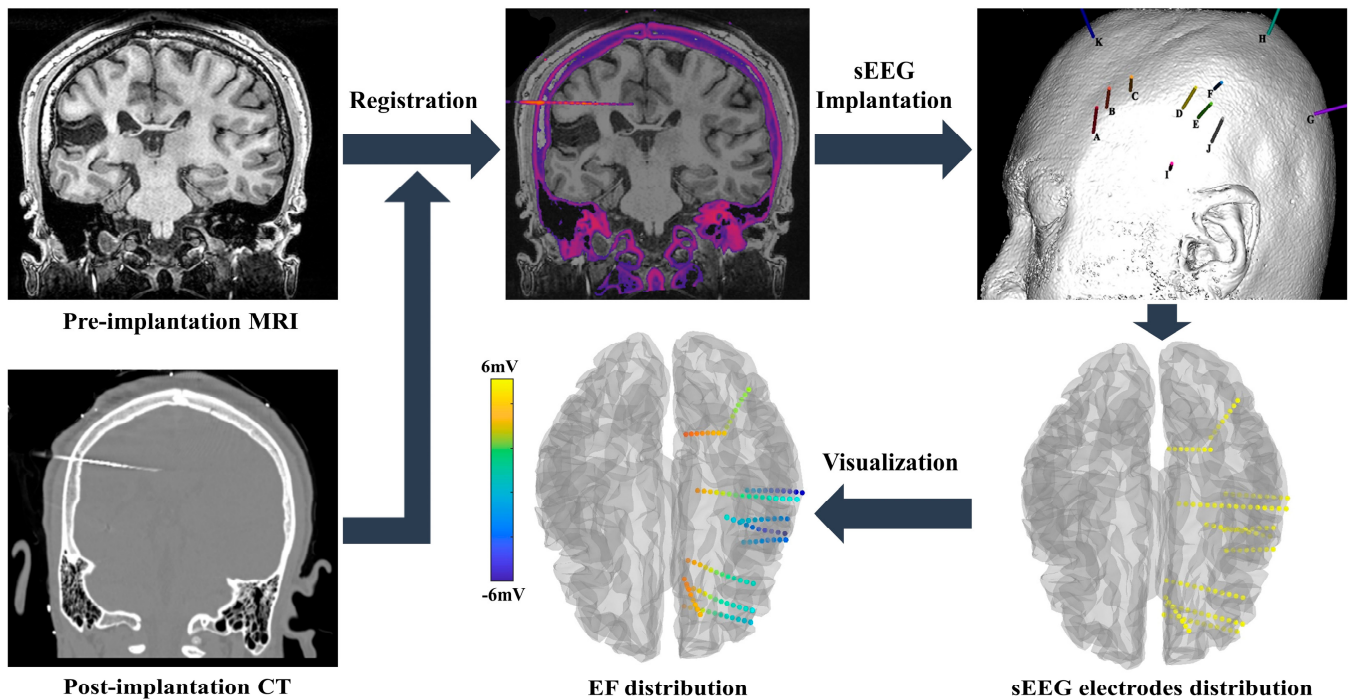 Registration
sEEG
Implantation
K
H
C
F
B
D
E
G
A
J
I
Pre-implantation MRI
6mV
-6mV
Visualization
Post-implantation CT
EF distribution
sEEG electrodes distribution